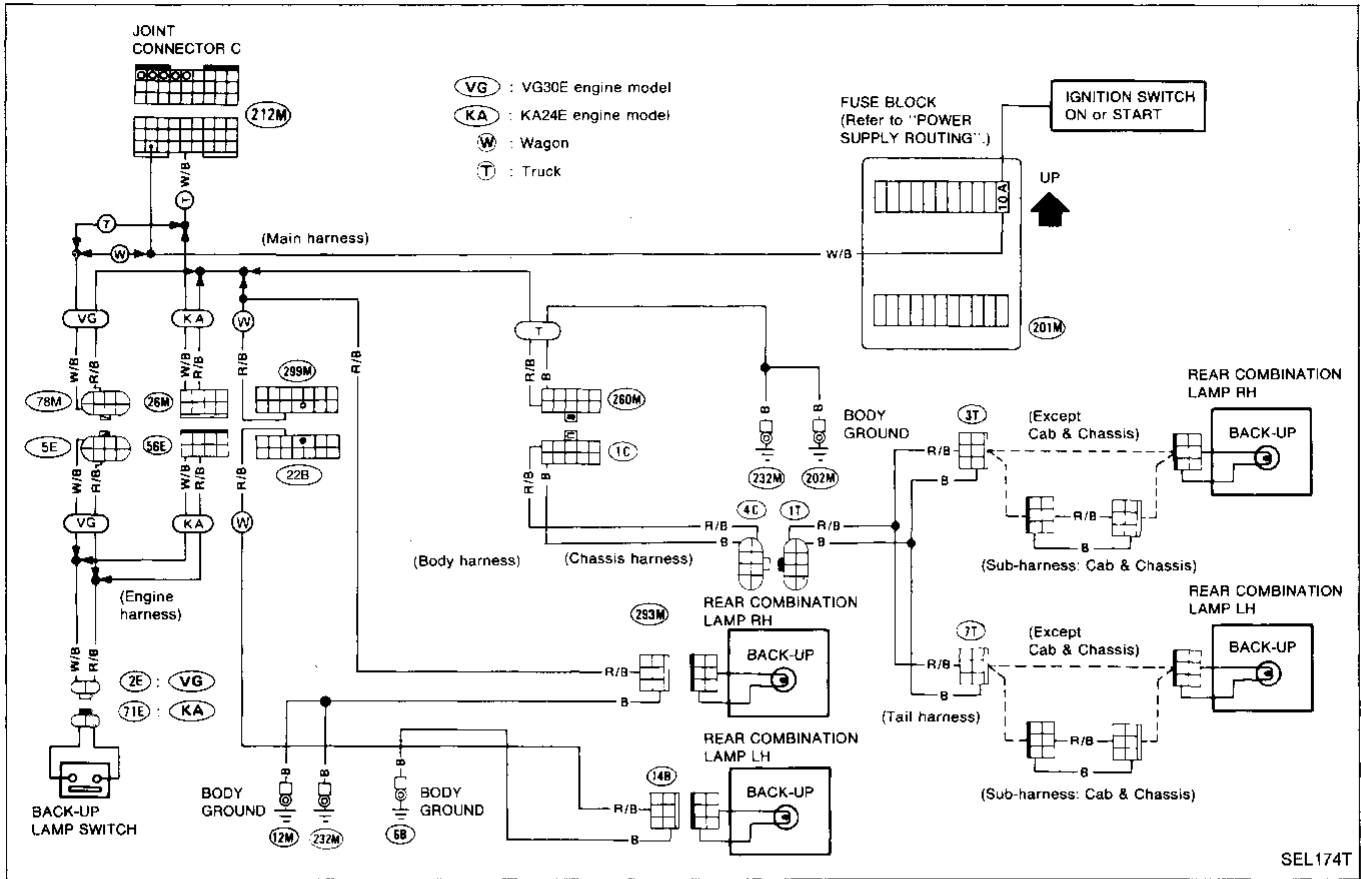 JOINT
CONNECTOR C
212M
VG : VG30E engine model
KA : KA24E engine model
W : Wagon
T : Truck
FUSE BLOCK
(Refer to "POWER
SUPPLY ROUTING".)
IGNITION SWITCH
ON or START
10A
UP
201M
W/B
T
T
W
(Main harness)
W/B
VG
KA
W
T
W/B
R/B
W/B
R/B
R/B
R/B
R/B
B
78M
26M
299M
260M
5E
56E
22B
1C
W/B
R/B
W/B
R/B
R/B
R/B
B
VG
KA
W
B
B
BODY
GROUND
232M
202M
4C
1T
R/B
B
R/B
B
(Body harness)
(Chassis harness)
(Engine
harness)
3T
(Except
Cab & Chassis)
R/B
B
R/B
B
(Sub-harness: Cab & Chassis)
REAR COMBINATION
LAMP RH
BACK-UP
7T
(Except
Cab & Chassis)
R/B
B
R/B
B
(Sub-harness: Cab & Chassis)
REAR COMBINATION
LAMP LH
BACK-UP
(Tail harness)
W/B
R/B
2E : VG
71E : KA
BACK-UP
LAMP SWITCH
293M
REAR COMBINATION
LAMP RH
BACK-UP
R/B
B
B
B
B
BODY
GROUND
12M
232M
6B
BODY
GROUND
14B
REAR COMBINATION
LAMP LH
BACK-UP
R/B
B
SEL174T